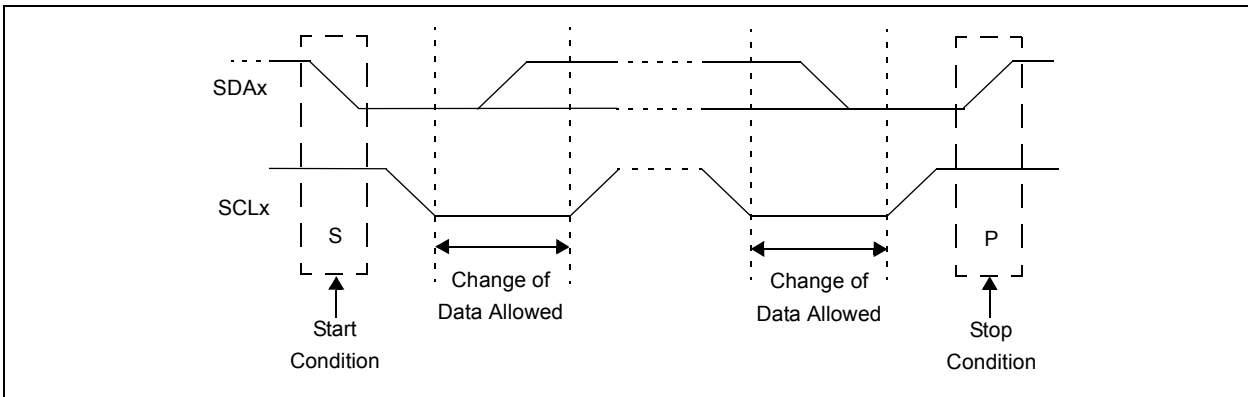 SDAx
SCLx
S
P
Change of
Data Allowed
Change of
Data Allowed
Start
Condition
Stop
Condition